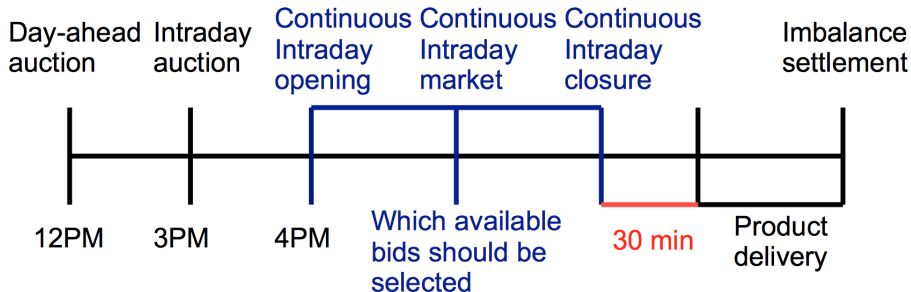 Day-ahead
auction
Intraday
auction
Continuous
Intraday
opening
Continuous
Intraday
market
Continuous
Intraday
closure
Imbalance
settlement
12PM
3PM
4PM
Which available
bids should be
selected
30 min
Product
delivery